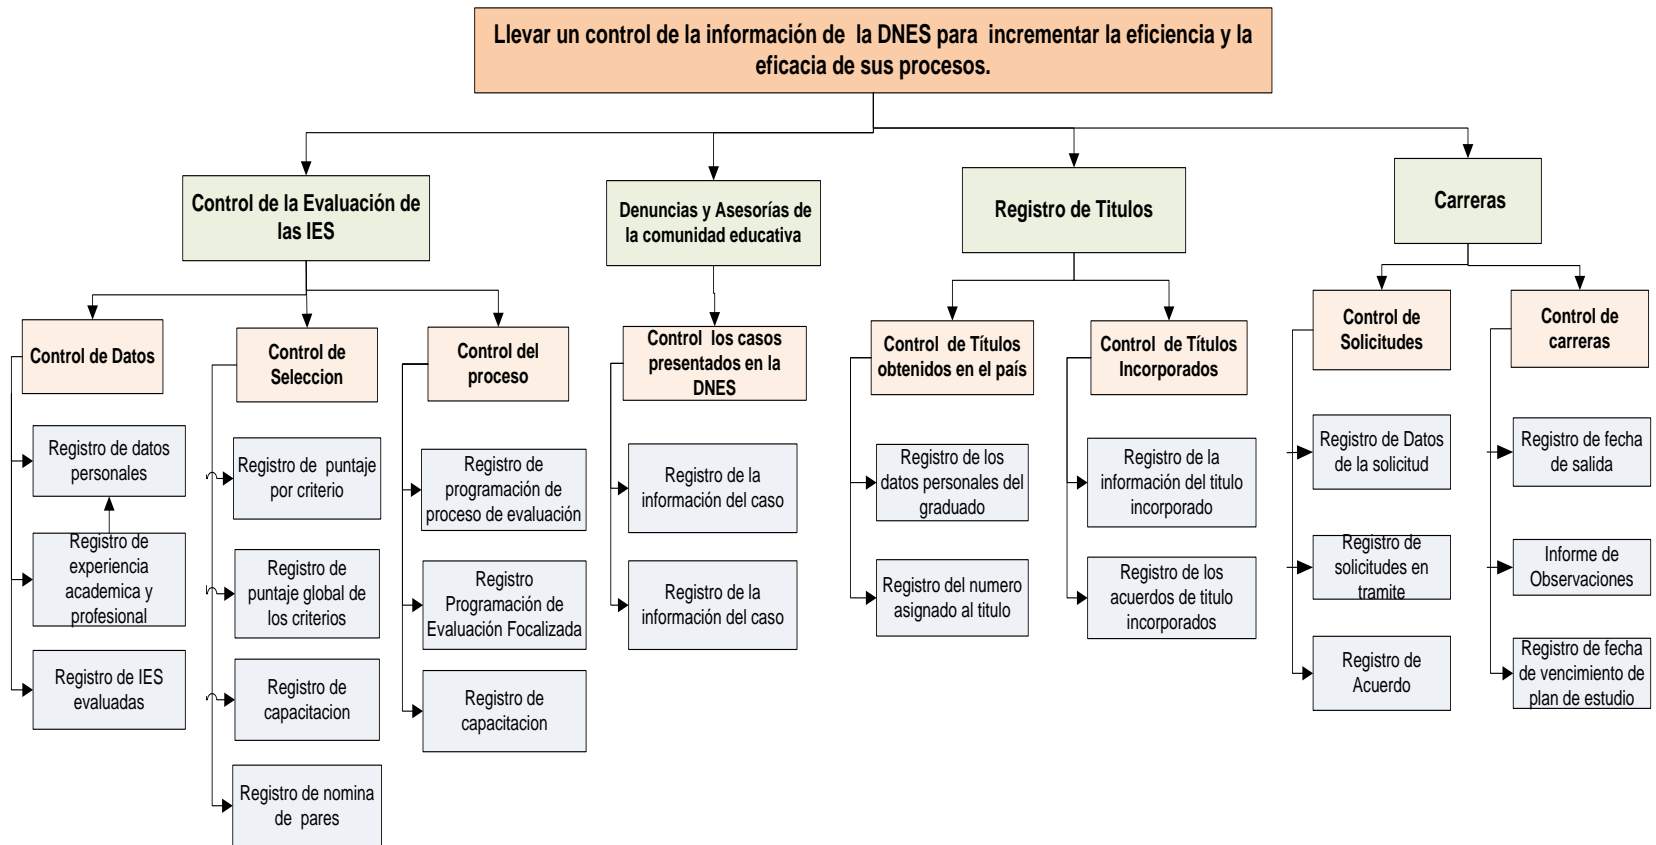 Llevar un control de la información de la DNES para incrementar la eficiencia y la
eficacia de sus procesos.
Control de la Evaluación de
las IES
Denuncias y Asesorías de
la comunidad educativa
Registro de Titulos
Carreras
Control de Datos
Control de
Seleccion
Control del
proceso
Control los casos
presentados en la
DNES
Control de Títulos
obtenidos en el país
Control de Títulos
Incorporados
Control de
Solicitudes
Control de
carreras
Registro de datos
personales
Registro de
experiencia
academica y
profesional
Registro de IES
evaluadas
Registro de puntaje
por criterio
Registro de
puntaje global de
los criterios
Registro de
capacitacion
Registro de nomina
de pares
Registro de
programación de
proceso de evaluación
Registro
Programación de
Evaluación Focalizada
Registro de
capacitacion
Registro de la
información del caso
Registro de la
información del caso
Registro de los
datos personales del
graduado
Registro del numero
asignado al titulo
Registro de la
información del titulo
incorporado
Registro de los
acuerdos de titulo
incorporados
Registro de Datos
de la solicitud
Registro de
solicitudes en
tramite
Registro de
Acuerdo
Registro de fecha
de salida
Informe de
Observaciones
Registro de fecha
de vencimiento de
plan de estudio